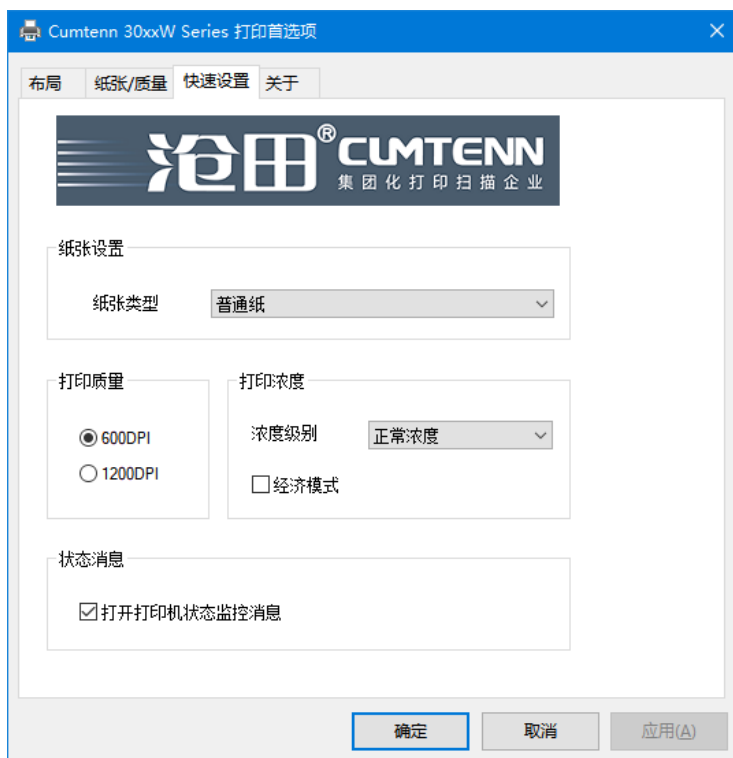 Cumtenn 30xxW Series 打印首选项
布局 纸张/质量 快速设置 关于
沧田® CUMTENN
集团化打印扫描企业
纸张设置
纸张类型 普通纸
打印质量 打印浓度
600DPI 浓度级别 正常浓度
1200DPI
经济模式
状态消息
打开打印机状态监控消息
确定 取消 应用(A)